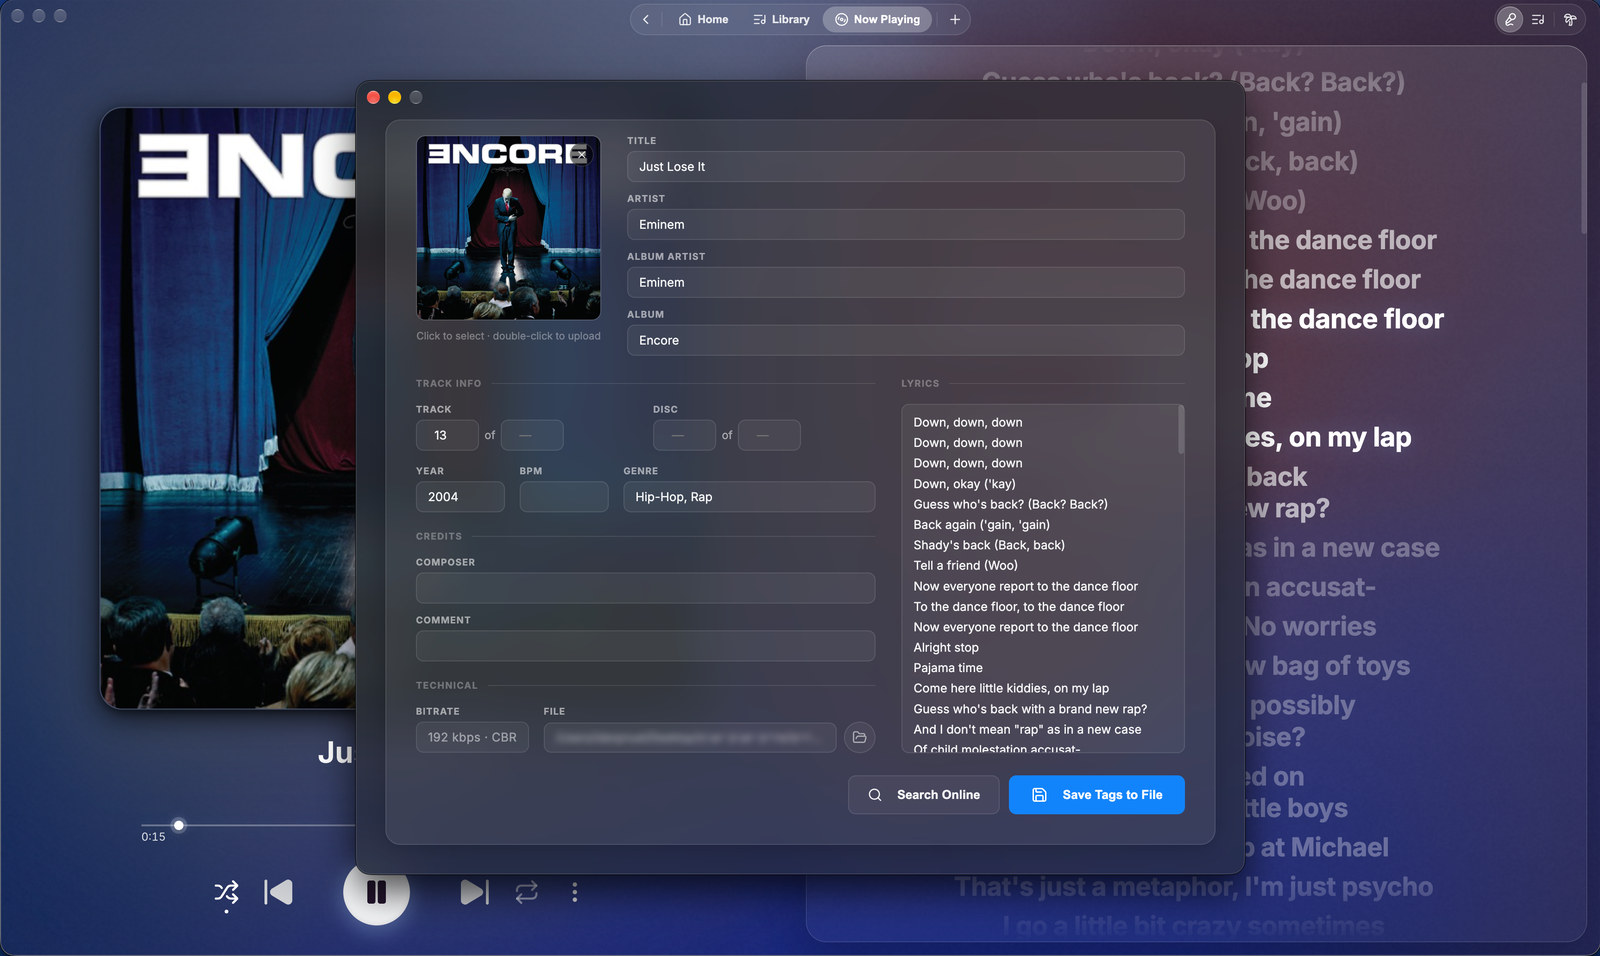 Home
Library
Now Playing
Down, okay ('kay)
Guess who's back? (Back? Back?)
n, 'gain)
ck, back)
Woo)
the dance floor
he dance floor
the dance floor
op
me
es, on my lap
back
ew rap?
as in a new case
n accusat-
No worries
w bag of toys
possibly
oise?
ed on
ttle boys
o at Michael
That's just a metaphor, I'm just psycho
I go a little bit crazy sometimes
ENCO
Jus
0:15
ENCORE
Click to select · double-click to upload
TITLE
Just Lose It
ARTIST
Eminem
ALBUM ARTIST
Eminem
ALBUM
Encore
TRACK INFO
TRACK
DISC
13 of —
— of —
YEAR
BPM
GENRE
2004
Hip-Hop, Rap
CREDITS
COMPOSER
COMMENT
TECHNICAL
BITRATE
FILE
192 kbps · CBR
LYRICS
Down, down, down
Down, down, down
Down, down, down
Down, okay ('kay)
Guess who's back? (Back? Back?)
Back again ('gain, 'gain)
Shady's back (Back, back)
Tell a friend (Woo)
Now everyone report to the dance floor
To the dance floor, to the dance floor
Now everyone report to the dance floor
Alright stop
Pajama time
Come here little kiddies, on my lap
Guess who's back with a brand new rap?
And I don't mean "rap" as in a new case
Of child molestation accusat-
Search Online
Save Tags to File